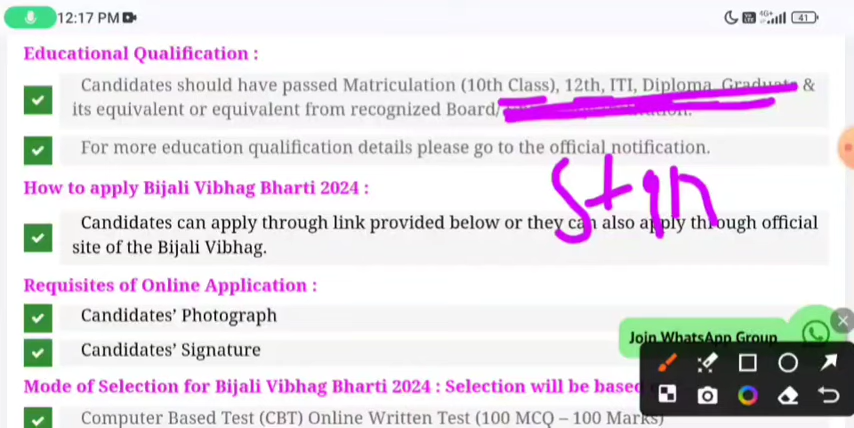 12:17 PM
4G+
41
Educational Qualification :
Candidates should have passed Matriculation (10th Class), 12th, ITI, Diploma, Graduate &
its equivalent or equivalent from recognized Board/
For more education qualification details please go to the official notification.
How to apply Bijali Vibhag Bharti 2024 :
Candidates can apply through link provided below or they can also apply through official
site of the Bijali Vibhag.
Requisites of Online Application :
Candidates’ Photograph
Candidates’ Signature
Join WhatsApp Group
Mode of Selection for Bijali Vibhag Bharti 2024 : Selection will be based
Computer Based Test (CBT) Online Written Test (100 MCQ – 100 Marks)